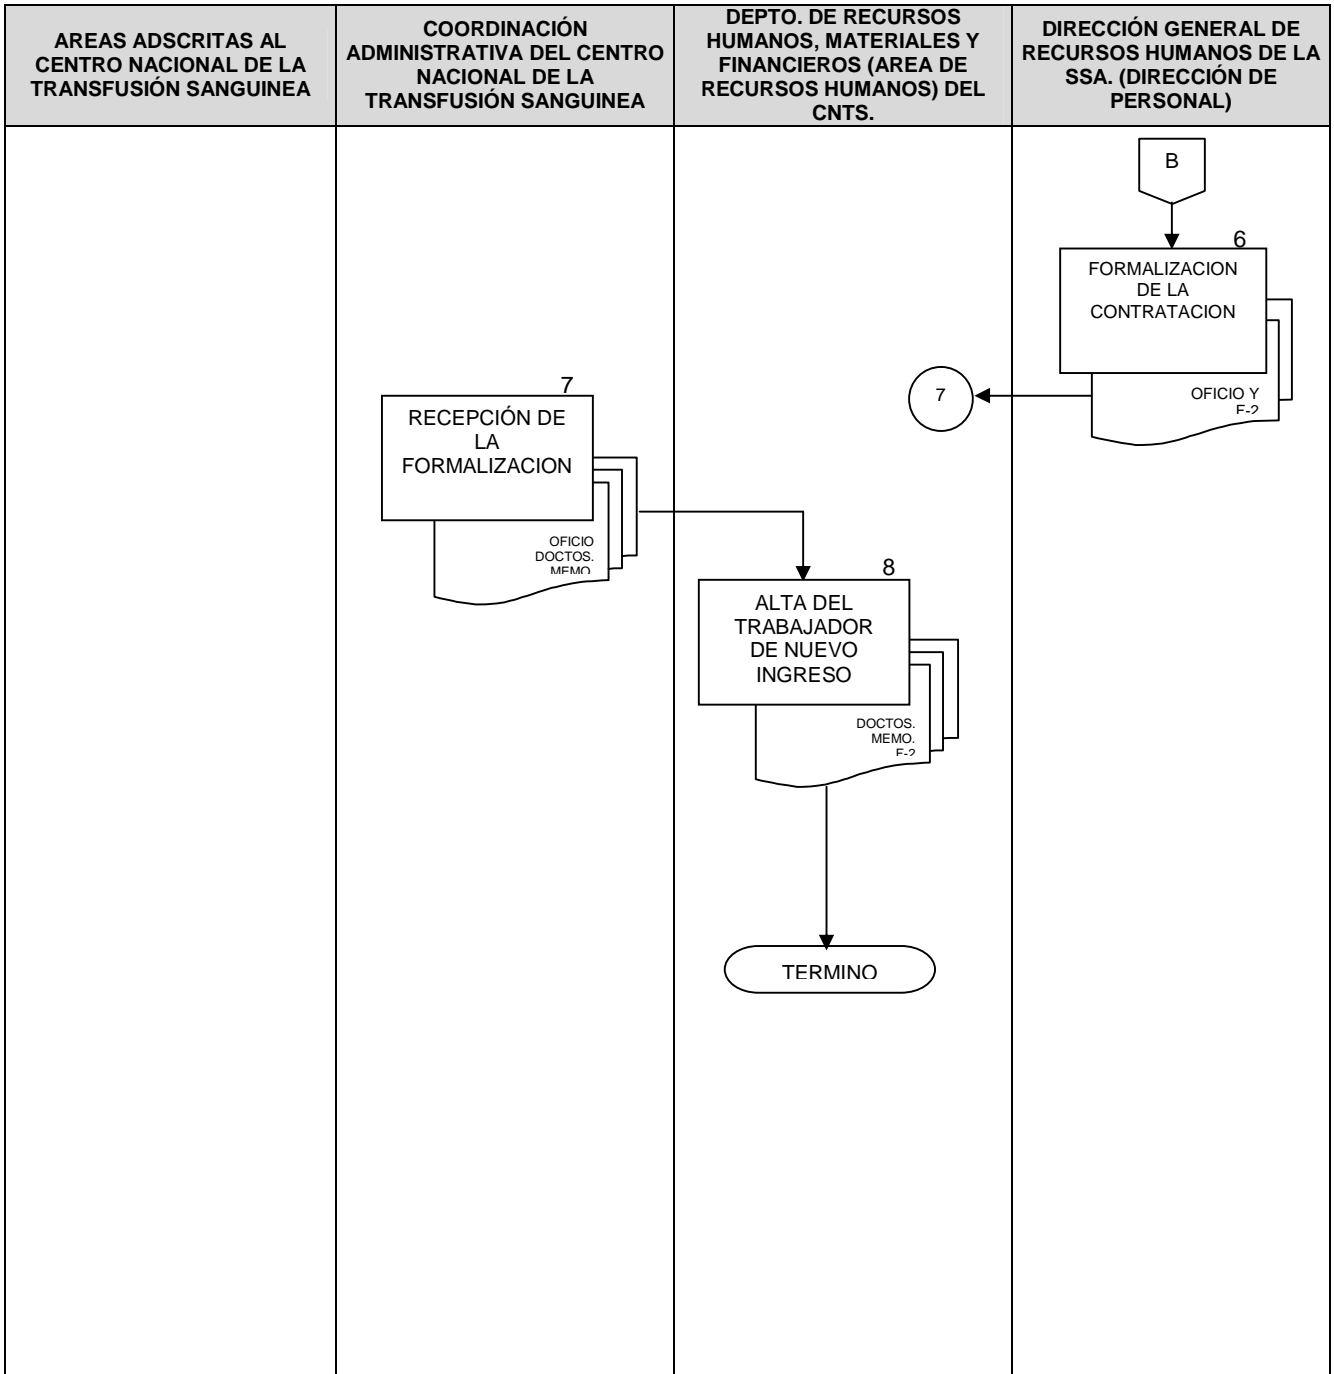 AREAS ADSCRITAS AL
CENTRO NACIONAL DE LA
TRANSFUSIÓN SANGUINEA
COORDINACIÓN
ADMINISTRATIVA DEL CENTRO
NACIONAL DE LA
TRANSFUSIÓN SANGUINEA
DEPTO. DE RECURSOS
HUMANOS, MATERIALES Y
FINANCIEROS (AREA DE
RECURSOS HUMANOS) DEL
CNTS.
DIRECCIÓN GENERAL DE
RECURSOS HUMANOS DE LA
SSA. (DIRECCIÓN DE
PERSONAL)
B
6
FORMALIZACION
DE LA
CONTRATACION
OFICIO Y
F-2
7
7
RECEPCIÓN DE
LA
FORMALIZACION
OFICIO
DOCTOS.
MEMO.
8
ALTA DEL
TRABAJADOR
DE NUEVO
INGRESO
DOCTOS.
MEMO.
F-2
TERMINO